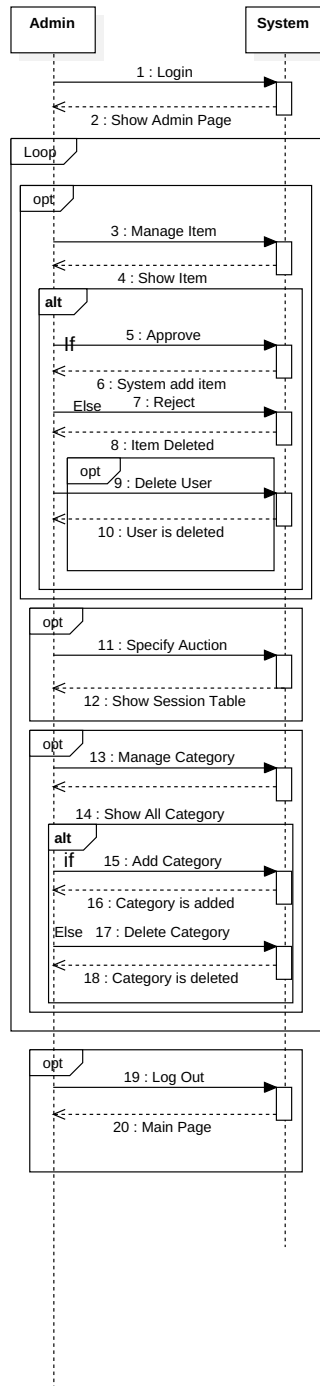 Admin
System
1 : Login
2 : Show Admin Page
Loop
opt
3 : Manage Item
4 : Show Item
alt
If
5 : Approve
6 : System add item
Else
7 : Reject
8 : Item Deleted
opt
9 : Delete User
10 : User is deleted
opt
11 : Specify Auction
12 : Show Session Table
opt
13 : Manage Category
14 : Show All Category
alt
if
15 : Add Category
16 : Category is added
Else
17 : Delete Category
18 : Category is deleted
opt
19 : Log Out
20 : Main Page